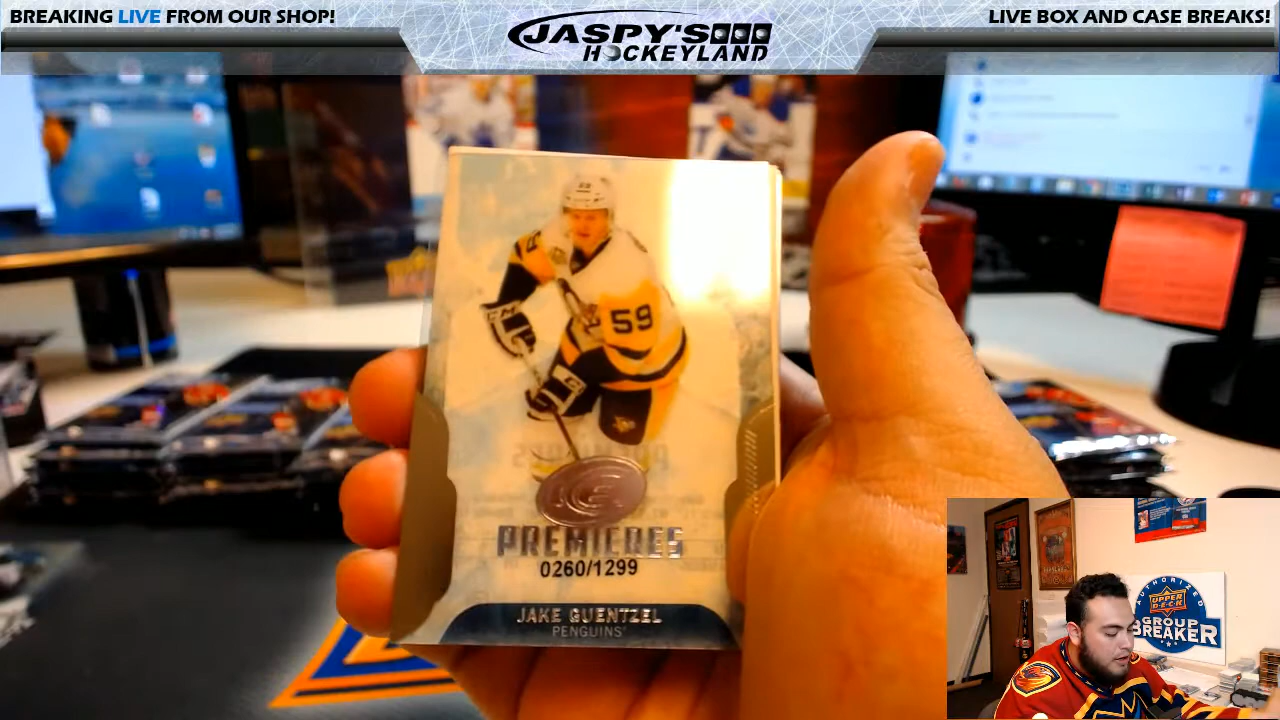 BREAKING LIVE FROM OUR SHOP!
JASPY'S
HOCKEYLAND
LIVE BOX AND CASE BREAKS!
59
ICE
PREMIERES
0260/1299
JAKE GUENTZEL
PENGUINS
AUTHORIZED
UPPER DECK
GROUP
BREAKER